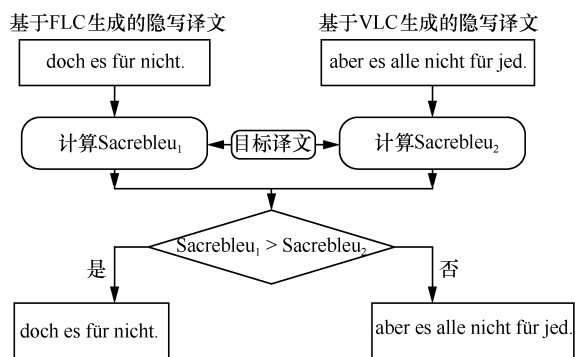 基于FLC生成的隐写译文
基于VLC生成的隐写译文
doch es für nicht.
aber es alle nicht für jed.
计算Sacrebleu₁
目标译文
计算Sacrebleu₂
Sacrebleu₁ > Sacrebleu₂
是
否
doch es für nicht.
aber es alle nicht für jed.